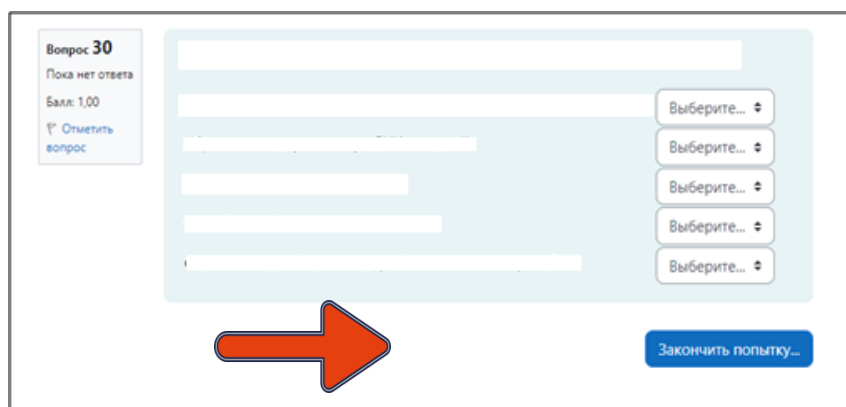 Вопрос 30
Пока нет ответа
Балл: 1,00
Отметить
вопрос
Выберите...
Выберите...
Выберите...
Выберите...
Выберите...
Закончить попытку...